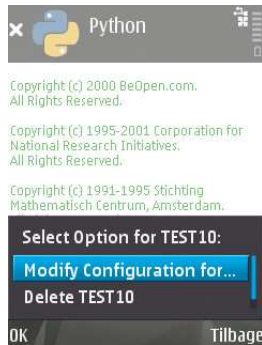 Python
Copyright (c) 2000 BeOpen.com.
All Rights Reserved.
Copyright (c) 1995-2001 Corporation for
National Research Initiatives.
All Rights Reserved.
Copyright (c) 1991-1995 Stichting
Mathematisch Centrum, Amsterdam.
Select Option for TEST10:
Modify Configuration for...
Delete TEST10
OK Tilbage